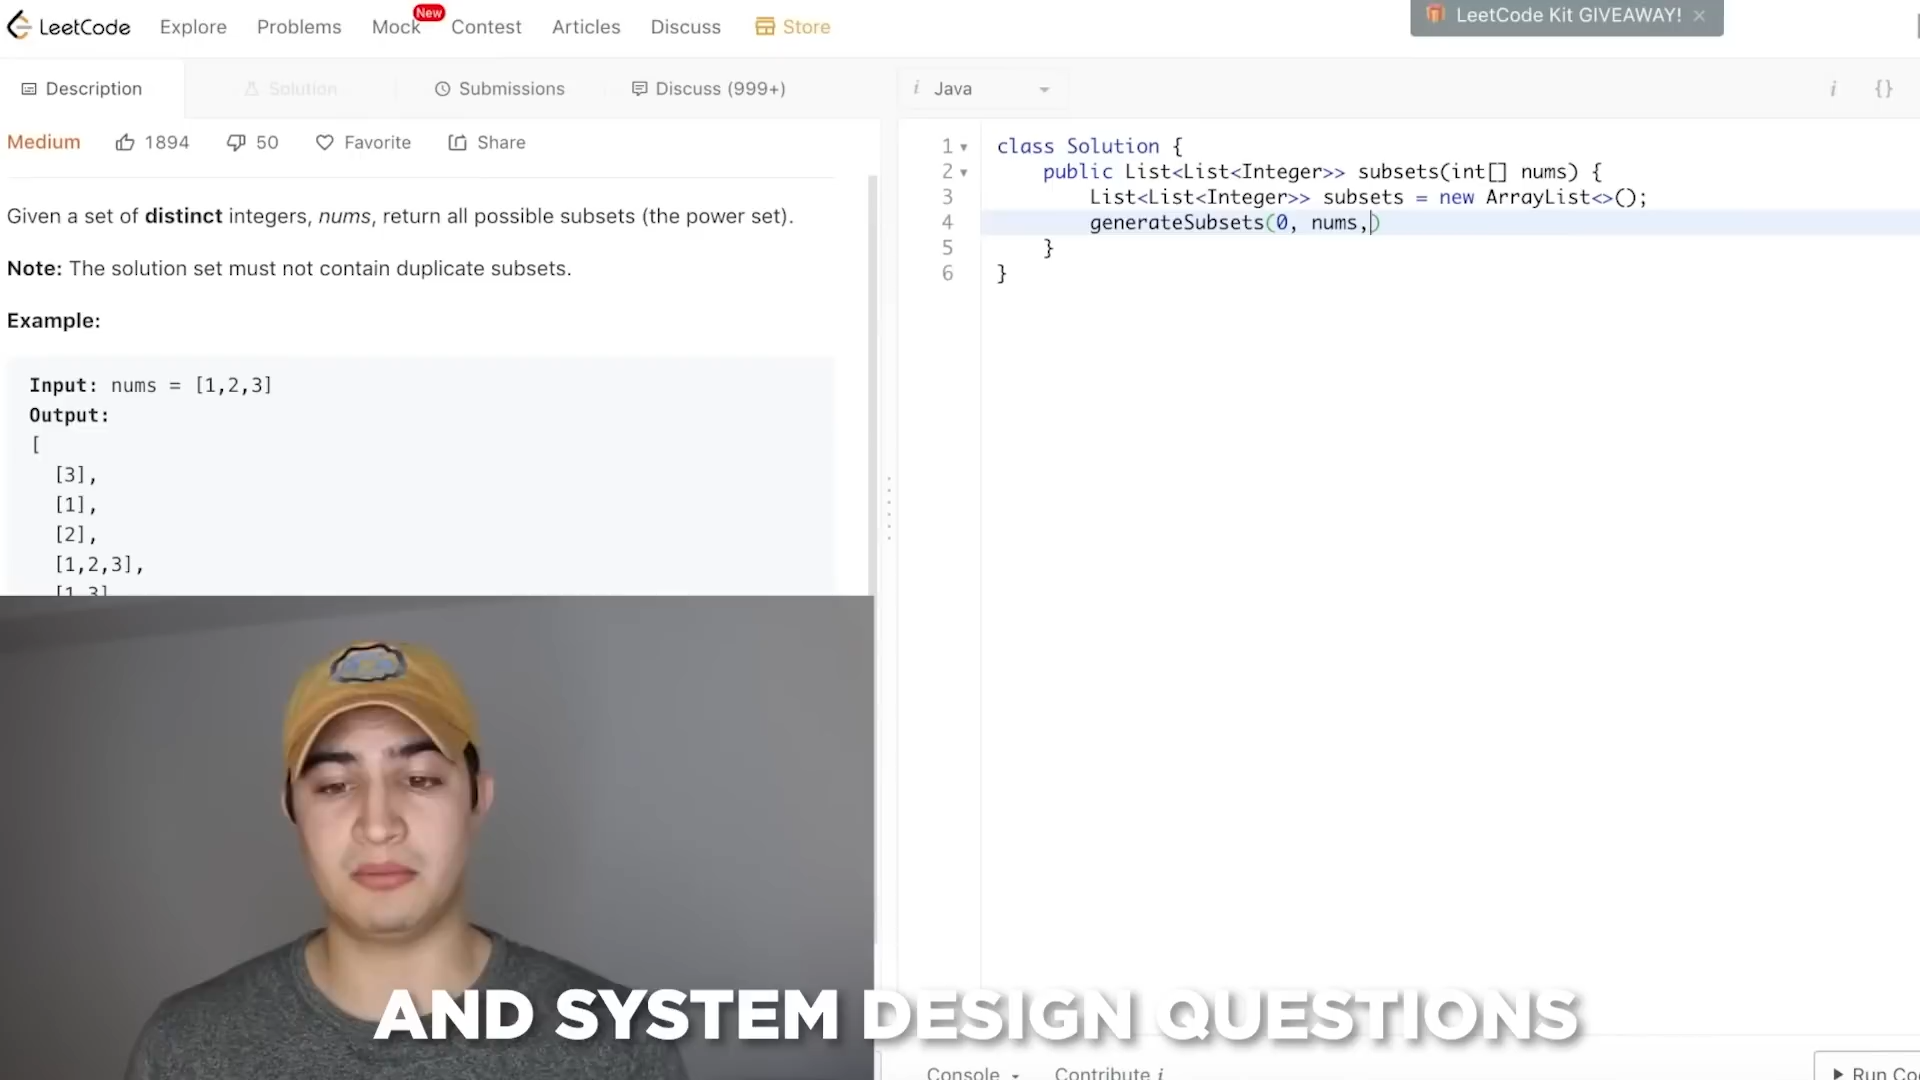 LeetCode Explore Problems Mock New Contest Articles Discuss Store
LeetCode Kit GIVEAWAY! ×
Description Solution Submissions Discuss (999+)
i Java i {}
Medium 1894 50 Favorite Share
Given a set of distinct integers, nums, return all possible subsets (the power set).
Note: The solution set must not contain duplicate subsets.
Example:
Input: nums = [1,2,3]
Output:
[
[3],
[1],
[2],
[1,2,3],
[1,3]
1 class Solution {
2 public List<List<Integer>> subsets(int[] nums) {
3 List<List<Integer>> subsets = new ArrayList<>();
4 generateSubsets(0, nums,)
5 }
6 }
AND SYSTEM DESIGN QUESTIONS
Console Contribute i Run Co